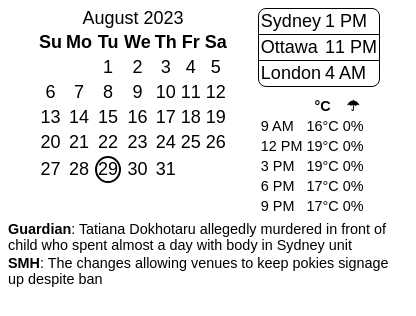 August 2023
Su Mo Tu We Th Fr Sa
1 2 3 4 5
6 7 8 9 10 11 12
13 14 15 16 17 18 19
20 21 22 23 24 25 26
27 28 29 30 31
Sydney 1 PM
Ottawa 11 PM
London 4 AM
°C ☂
9 AM 16°C 0%
12 PM 19°C 0%
3 PM 19°C 0%
6 PM 17°C 0%
9 PM 17°C 0%
Guardian: Tatiana Dokhotaru allegedly murdered in front of
child who spent almost a day with body in Sydney unit
SMH: The changes allowing venues to keep pokies signage
up despite ban